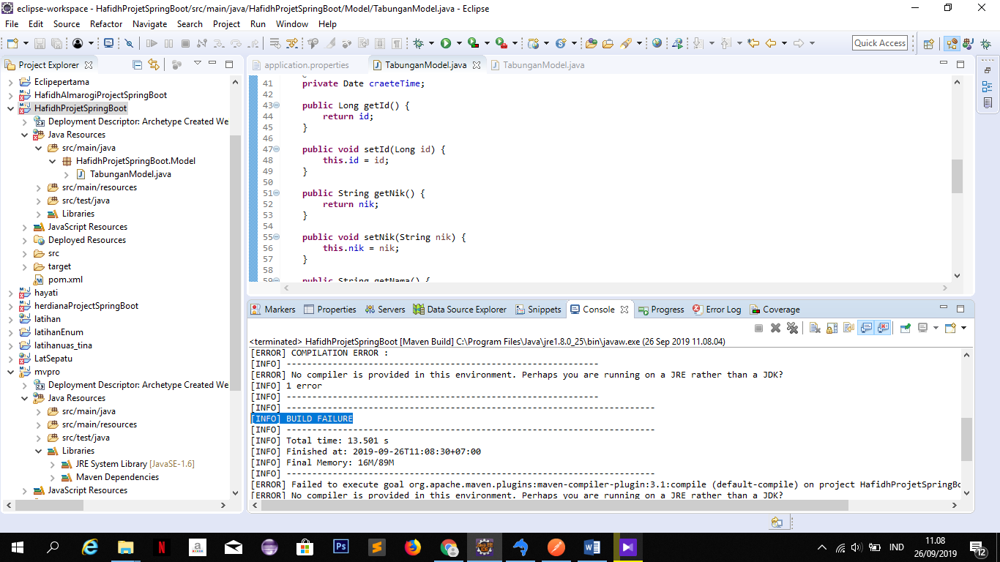 eclipse-workspace - HafidhProjetSpringBoot/src/main/java/HafidhProjetSpringBoot/Model/TabunganModel.java - Eclipse
File Edit Source Refactor Navigate Search Project Run Window Help
Quick Access
Project Explorer
Eclipepertama
HafidhAlmarogiProjectSpringBoot
HafidhProjetSpringBoot
Deployment Descriptor: Archetype Created We
Java Resources
src/main/java
HafidhProjetSpringBoot.Model
TabunganModel.java
src/main/resources
src/test/java
Libraries
JavaScript Resources
Deployed Resources
src
target
pom.xml
hayati
herdianaProjectSpringBoot
latihan
latihanEnum
latihanuas_tina
LatSepatu
mvpro
Deployment Descriptor: Archetype Created We
Java Resources
src/main/java
src/main/resources
src/test/java
Libraries
JRE System Library [JavaSE-1.6]
Maven Dependencies
JavaScript Resources
application.properties TabunganModel.java TabunganModel.java
41 private Date craeteTime;
42
43 public Long getId() {
44 return id;
45 }
46
47 public void setId(Long id) {
48 this.id = id;
49 }
50
51 public String getNik() {
52 return nik;
53 }
54
55 public void setNik(String nik) {
56 this.nik = nik;
57 }
58
59 public String getNama() {
Markers Properties Servers Data Source Explorer Snippets Console Progress Error Log Coverage
<terminated> HafidhProjetSpringBoot [Maven Build] C:\Program Files\Java\jre1.8.0_25\bin\javaw.exe (26 Sep 2019 11.08.04)
[ERROR] COMPILATION ERROR :
[INFO] -------------------------------------------------------------
[ERROR] No compiler is provided in this environment. Perhaps you are running on a JRE rather than a JDK?
[INFO] 1 error
[INFO] -------------------------------------------------------------
[INFO] ------------------------------------------------------------------------
[INFO] BUILD FAILURE
[INFO] ------------------------------------------------------------------------
[INFO] Total time: 13.501 s
[INFO] Finished at: 2019-09-26T11:08:30+07:00
[INFO] Final Memory: 16M/89M
[INFO] ------------------------------------------------------------------------
[ERROR] Failed to execute goal org.apache.maven.plugins:maven-compiler-plugin:3.1:compile (default-compile) on project HafidhProjetSpringBo
[ERROR] No compiler is provided in this environment. Perhaps you are running on a JRE rather than a JDK?
IND
11.08
26/09/2019
12